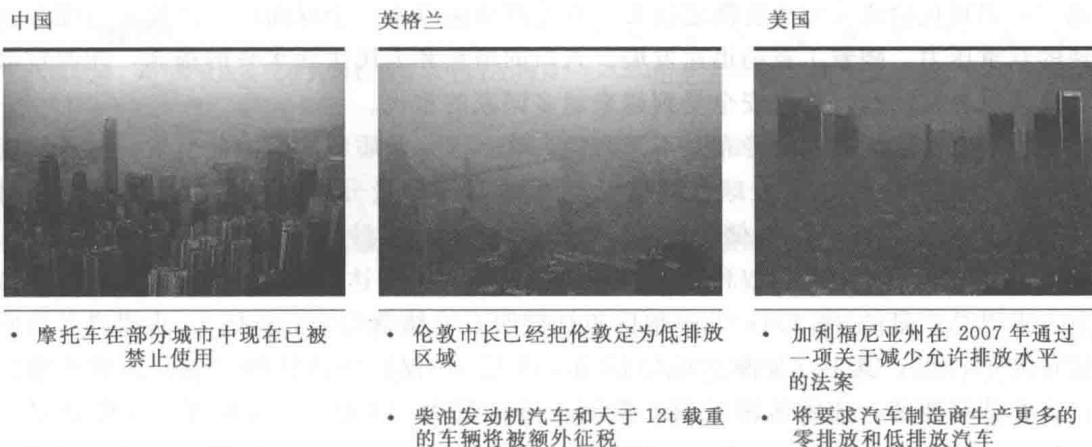 中国
摩托车在部分城市中现在已被
禁止使用
英格兰
• 伦敦市长已经把伦敦定为低排放
区域
• 柴油发动机汽车和大于 12t 载重
的车辆将被额外征税
美国
• 加利福尼亚州在 2007 年通过
一项关于减少允许排放水平
的法案
• 将要求汽车制造商生产更多的
零排放和低排放汽车